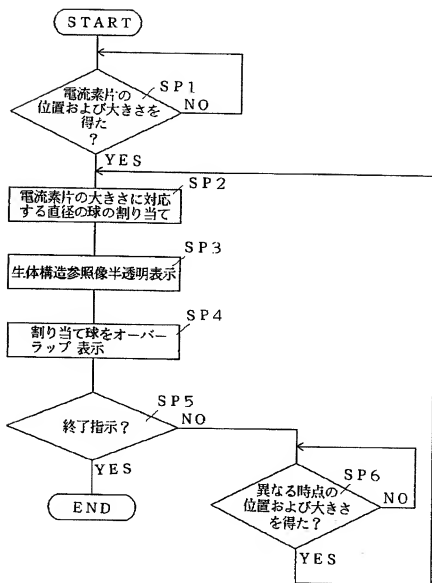 START
SP1
電流素片の
位置および大きさを
得た
?
NO
YES
SP2
電流素片の大きさに対応
する直径の球の割り当て
SP3
生体構造参照像半透明表示
SP4
割り当て球をオーバー
ラップ 表示
SP5
終了指示?
NO
YES
END
SP6
異なる時点の
位置および大きさ
を得た?
NO
YES